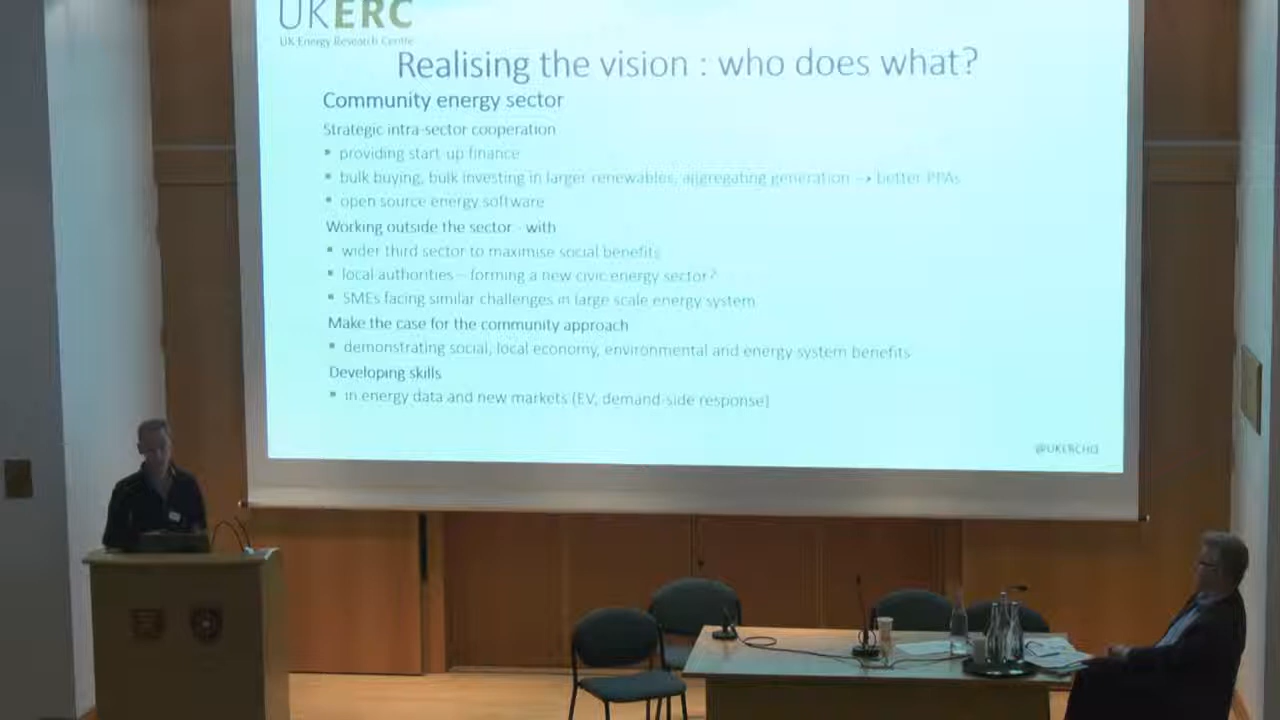 UKERC
UK Energy Research Centre
Realising the vision : who does what?
Community energy sector
Strategic intra-sector cooperation
▪ providing start-up finance
▪ bulk buying, bulk investing in larger renewables, aggregating generation → better PPAs
▪ open source energy software
Working outside the sector - with
▪ wider third sector to maximise social benefits
▪ local authorities – forming a new civic energy sector?
▪ SMEs facing similar challenges in large scale energy system
Make the case for the community approach
▪ demonstrating social, local economy, environmental and energy system benefits
Developing skills
▪ in energy data and new markets (EV, demand-side response)
@UKERCHQ